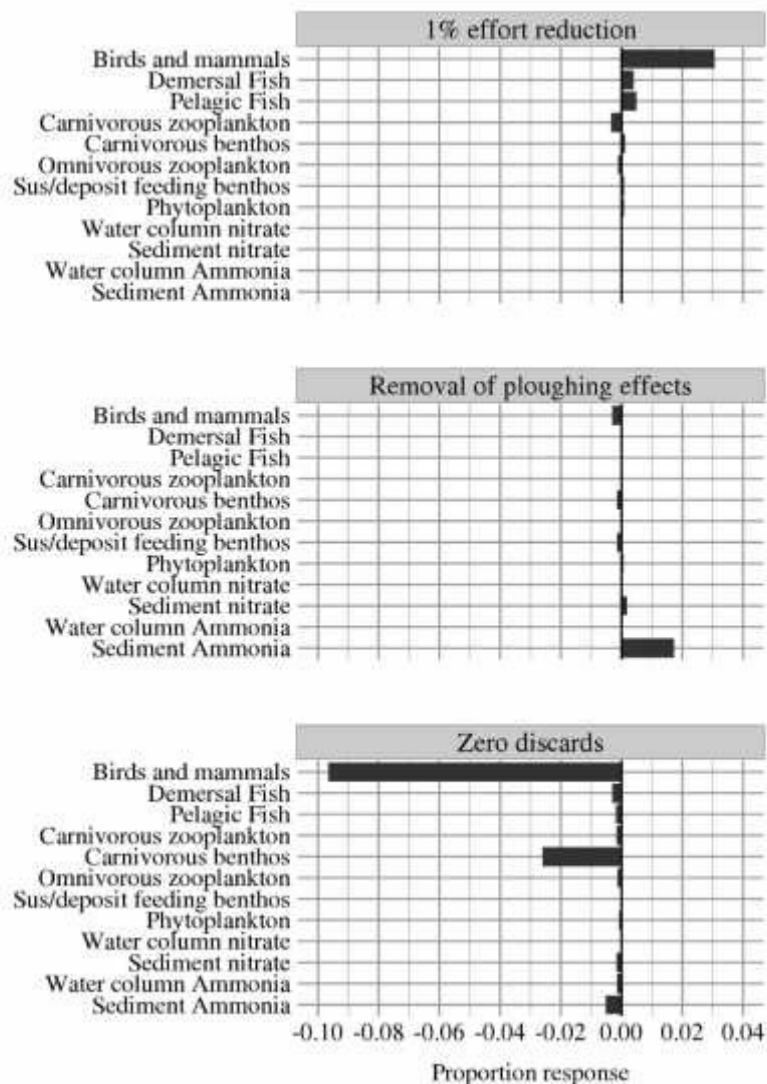 1% effort reduction
Birds and mammals
Demersal Fish
Pelagic Fish
Carnivorous zooplankton
Carnivorous benthos
Omnivorous zooplankton
Sus/deposit feeding benthos
Phytoplankton
Water column nitrate
Sediment nitrate
Water column Ammonia
Sediment Ammonia
Removal of ploughing effects
Birds and mammals
Demersal Fish
Pelagic Fish
Carnivorous zooplankton
Carnivorous benthos
Omnivorous zooplankton
Sus/deposit feeding benthos
Phytoplankton
Water column nitrate
Sediment nitrate
Water column Ammonia
Sediment Ammonia
Zero discards
Birds and mammals
Demersal Fish
Pelagic Fish
Carnivorous zooplankton
Carnivorous benthos
Omnivorous zooplankton
Sus/deposit feeding benthos
Phytoplankton
Water column nitrate
Sediment nitrate
Water column Ammonia
Sediment Ammonia
-0.10 -0.08 -0.06 -0.04 -0.02 0.00 0.02 0.04
Proportion response